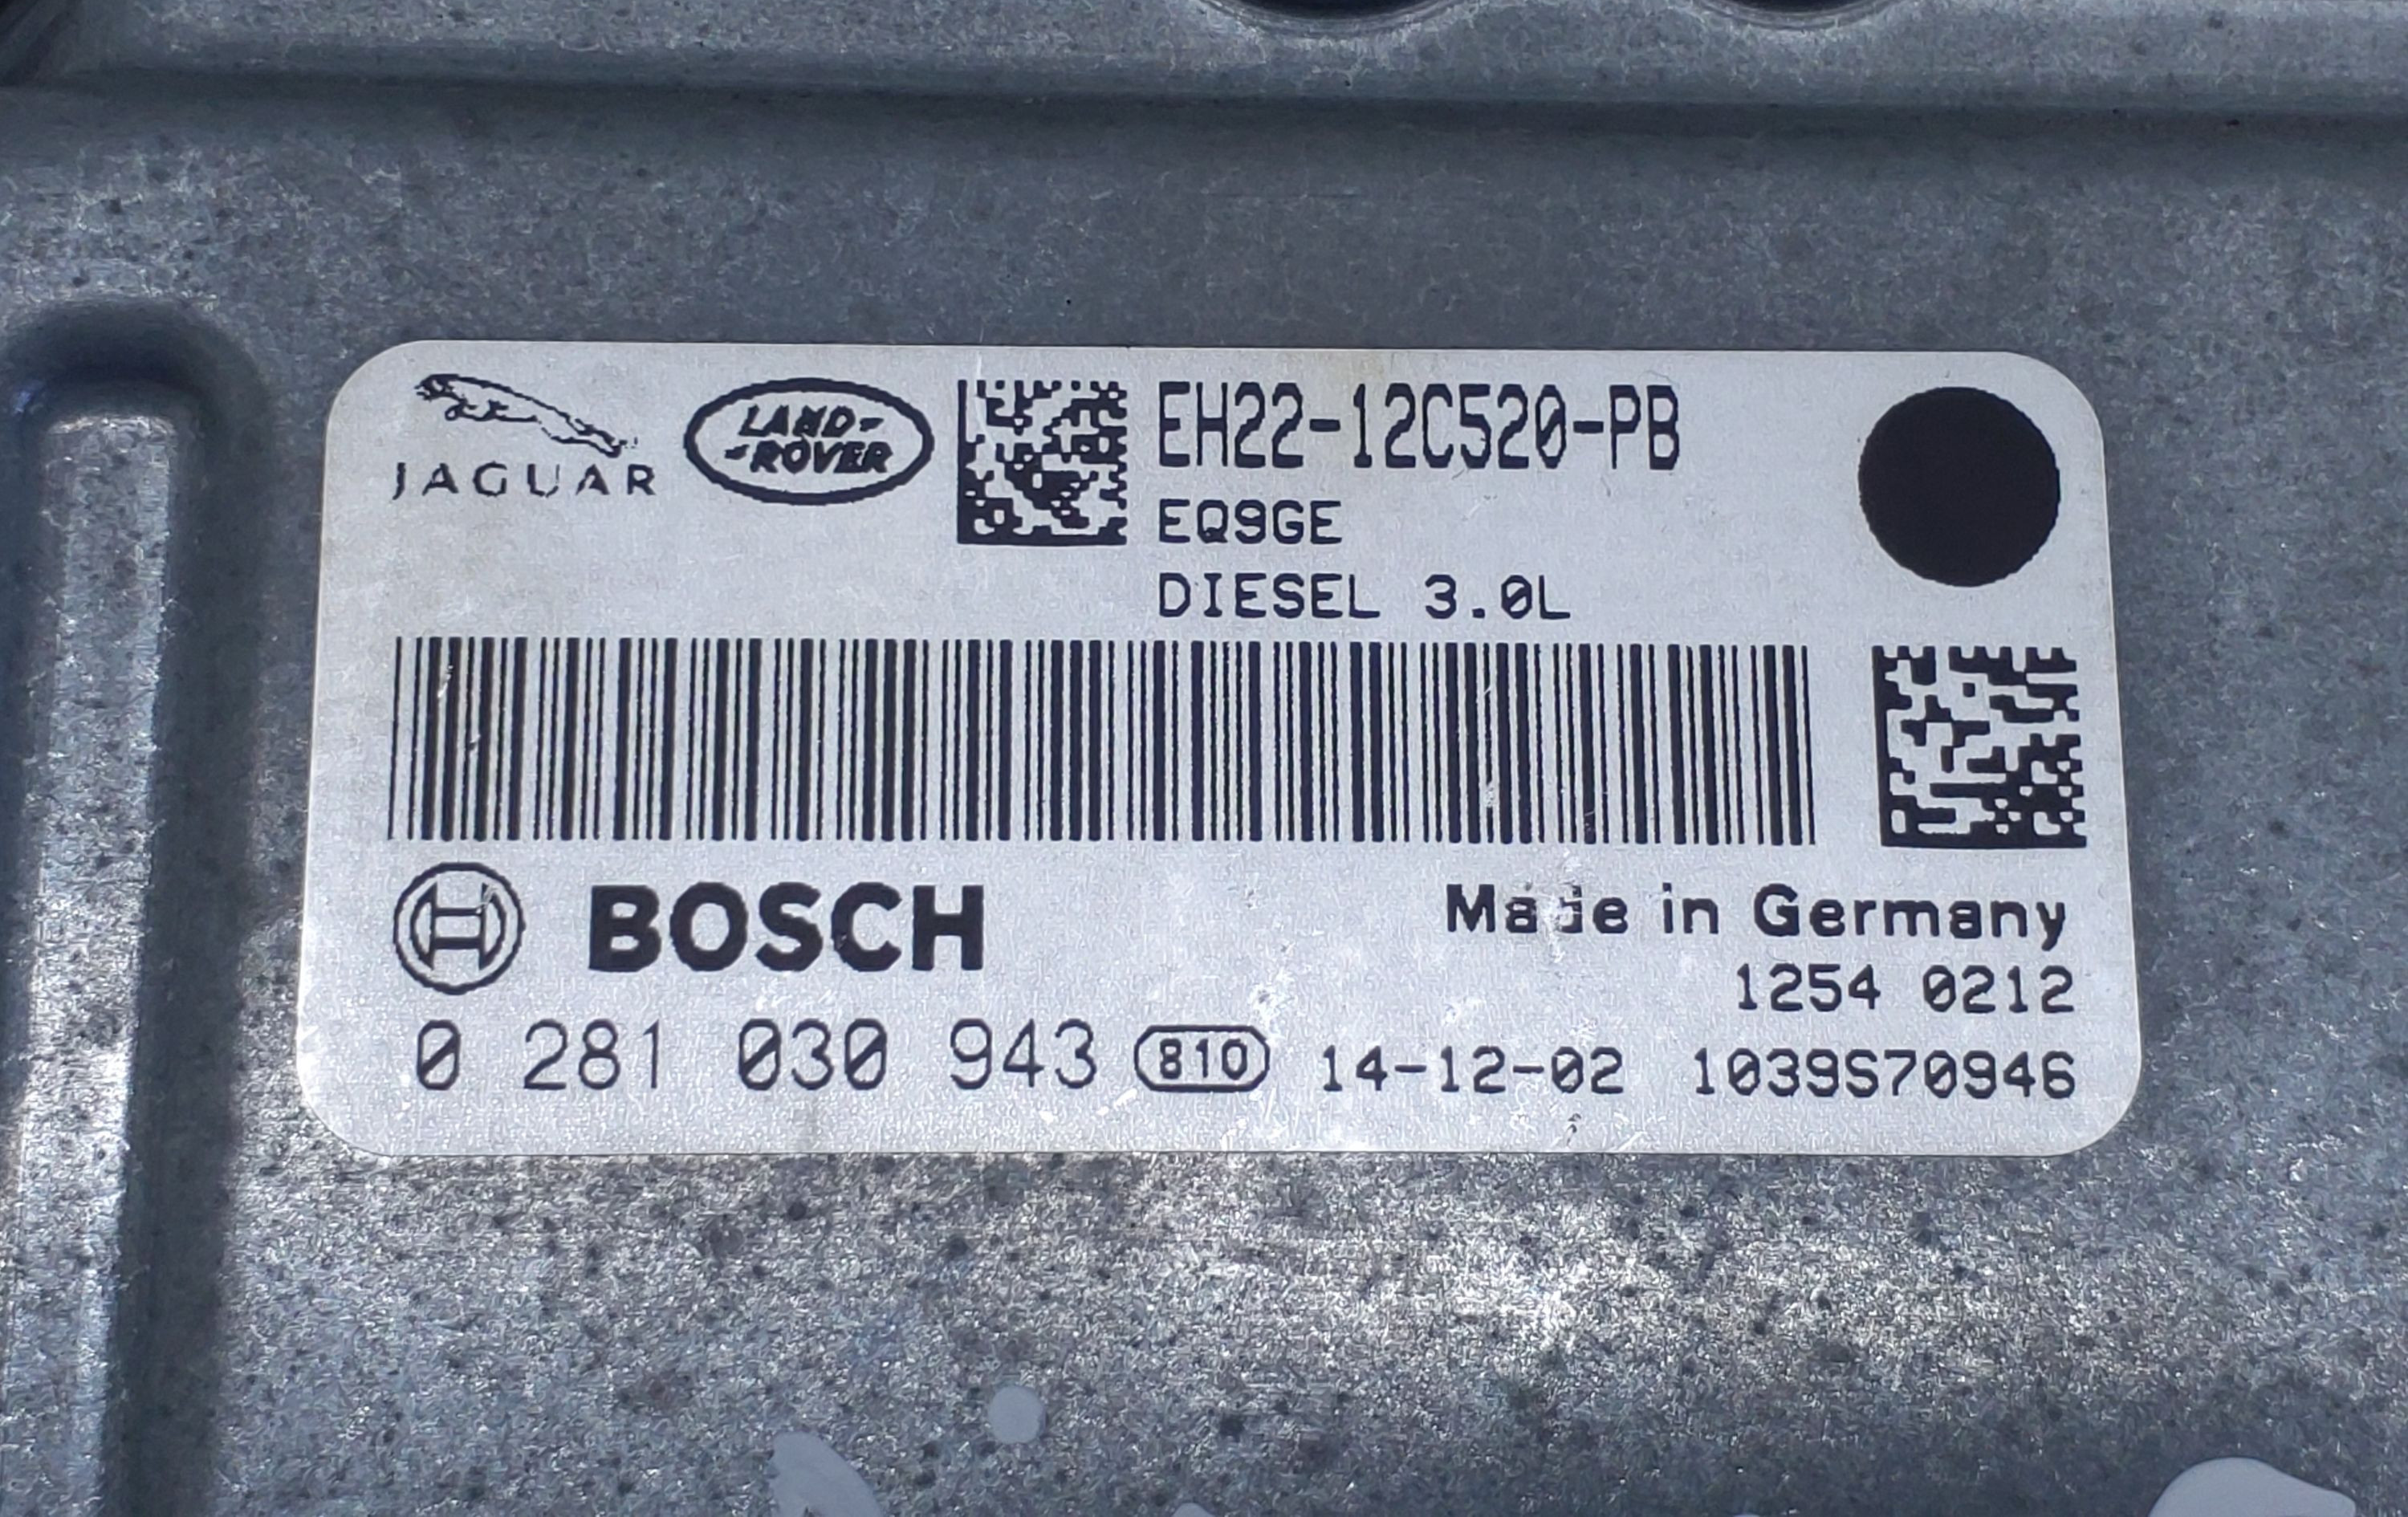 JAGUAR
LAND-
-ROVER
EH22-12C520-PB
EQ9GE
DIESEL 3.0L
BOSCH
Made in Germany
1254 0212
0 281 030 943 810 14-12-02 1039S70946